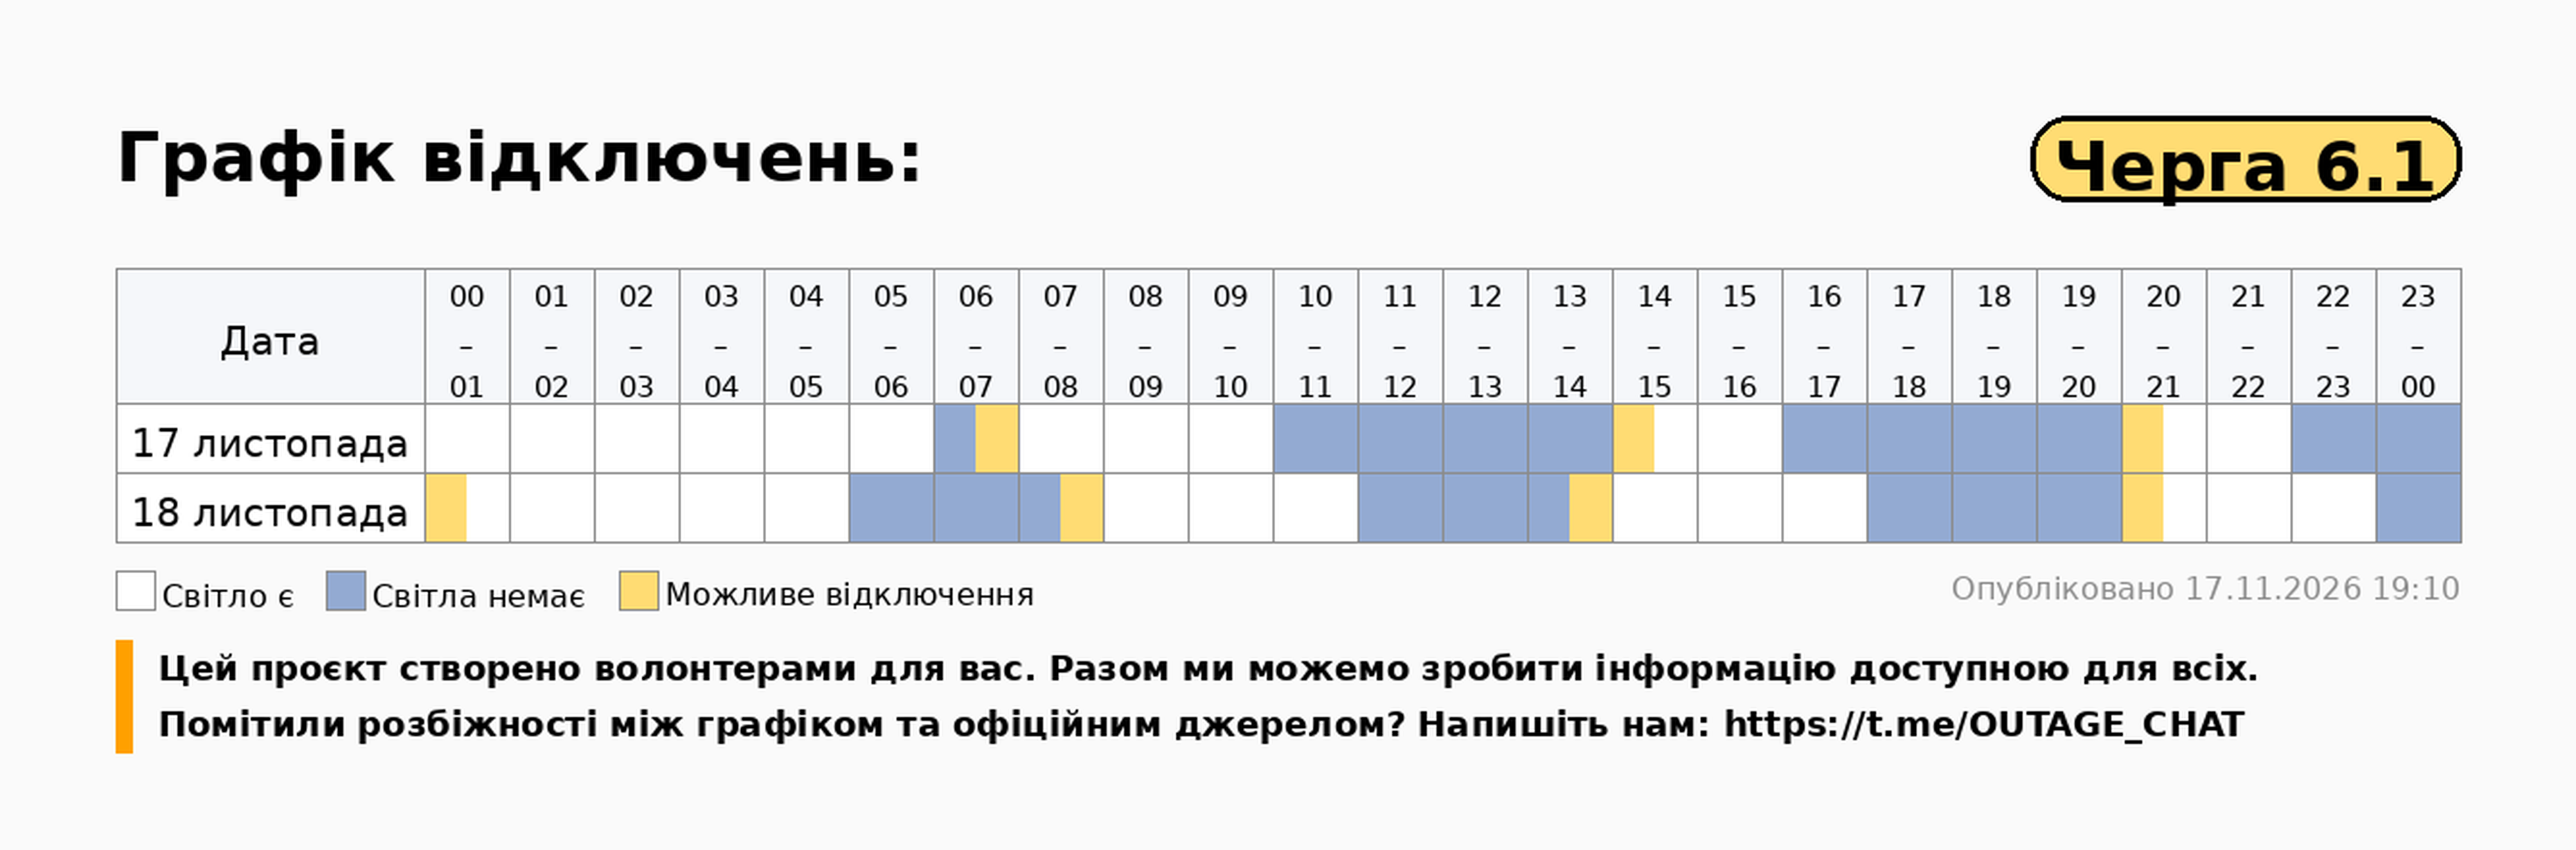 Графік відключень:
Черга 6.1
Дата
00 – 01
01 – 02
02 – 03
03 – 04
04 – 05
05 – 06
06 – 07
07 – 08
08 – 09
09 – 10
10 – 11
11 – 12
12 – 13
13 – 14
14 – 15
15 – 16
16 – 17
17 – 18
18 – 19
19 – 20
20 – 21
21 – 22
22 – 23
23 – 00
17 листопада
18 листопада
Світло є
Світла немає
Можливе відключення
Опубліковано 17.11.2026 19:10
Цей проєкт створено волонтерами для вас. Разом ми можемо зробити інформацію доступною для всіх.
Помітили розбіжності між графіком та офіційним джерелом? Напишіть нам: https://t.me/OUTAGE_CHAT